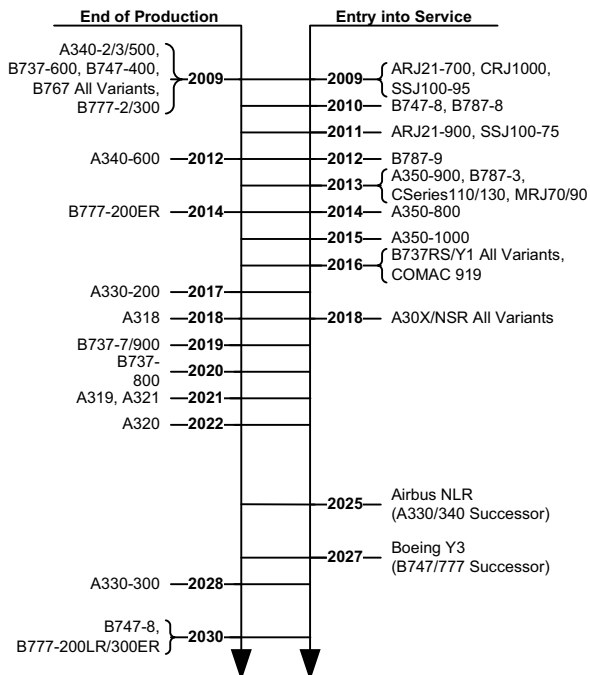 End of Production
Entry into Service
A340-2/3/500,
B737-600, B747-400,
B767 All Variants,
B777-2/300
2009
2009
ARJ21-700, CRJ1000,
SSJ100-95
2010
B747-8, B787-8
2011
ARJ21-900, SSJ100-75
A340-600
2012
2012
B787-9
2013
A350-900, B787-3,
CSeries110/130, MRJ70/90
B777-200ER
2014
2014
A350-800
2015
A350-1000
2016
B737RS/Y1 All Variants,
COMAC 919
A330-200
2017
A318
2018
2018
A30X/NSR All Variants
B737-7/900
2019
B737-
800
2020
A319, A321
2021
A320
2022
2025
Airbus NLR
(A330/340 Successor)
2027
Boeing Y3
(B747/777 Successor)
A330-300
2028
B747-8,
B777-200LR/300ER
2030